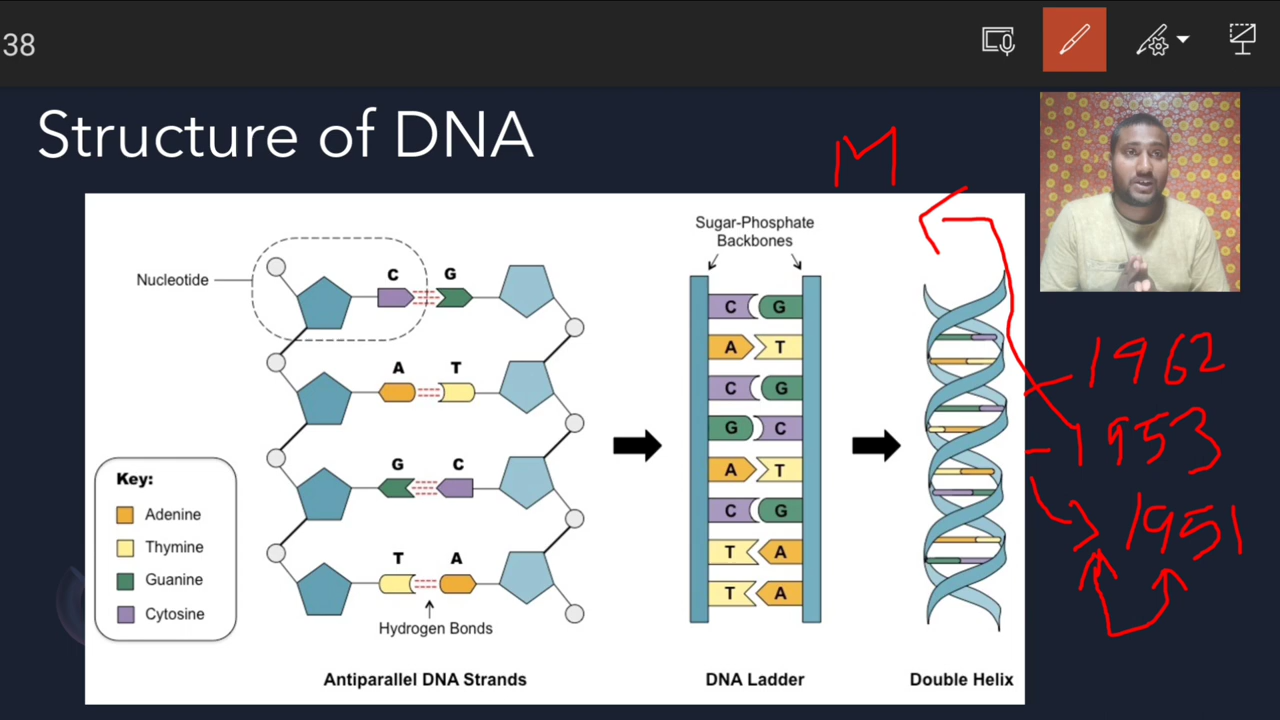 38
Structure of DNA
M
Nucleotide
C G
A T
G C
T A
Hydrogen Bonds
Key:
Adenine
Thymine
Guanine
Cytosine
Antiparallel DNA Strands
Sugar-Phosphate
Backbones
C G
A T
C G
G C
A T
C G
T A
T A
DNA Ladder
Double Helix
1962
1953
1951